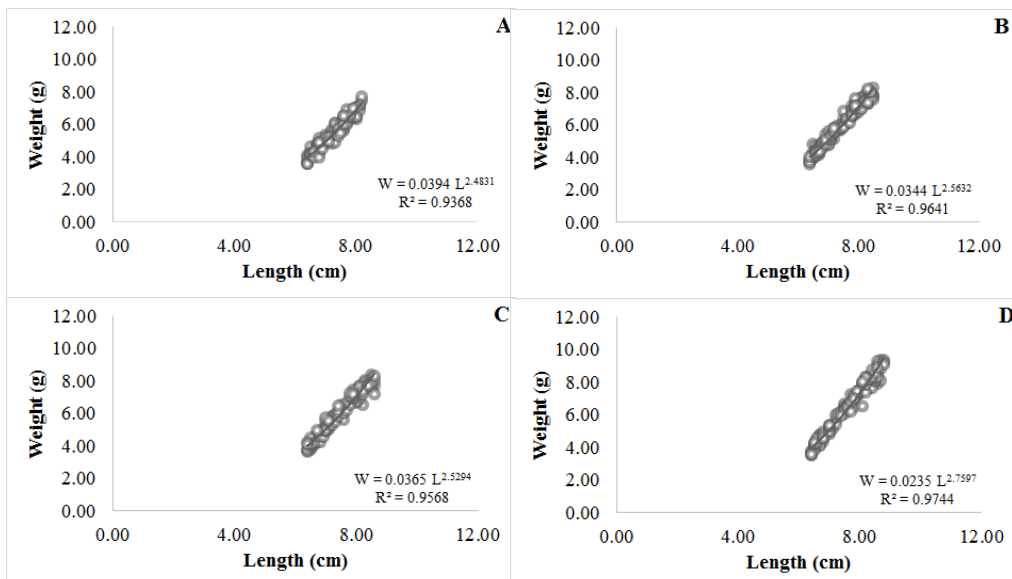 A
12.00
10.00
8.00
6.00
4.00
2.00
0.00
Weight (g)
W = 0.0394 L^2.4831
R² = 0.9368
0.00 4.00 8.00 12.00
Length (cm)
B
12.00
10.00
8.00
6.00
4.00
2.00
0.00
Weight (g)
W = 0.0344 L^2.5632
R² = 0.9641
0.00 4.00 8.00 12.00
Length (cm)
C
12.00
10.00
8.00
6.00
4.00
2.00
0.00
Weight (g)
W = 0.0365 L^2.5294
R² = 0.9568
0.00 4.00 8.00 12.00
Length (cm)
D
12.00
10.00
8.00
6.00
4.00
2.00
0.00
Weight (g)
W = 0.0235 L^2.7597
R² = 0.9744
0.00 4.00 8.00 12.00
Length (cm)